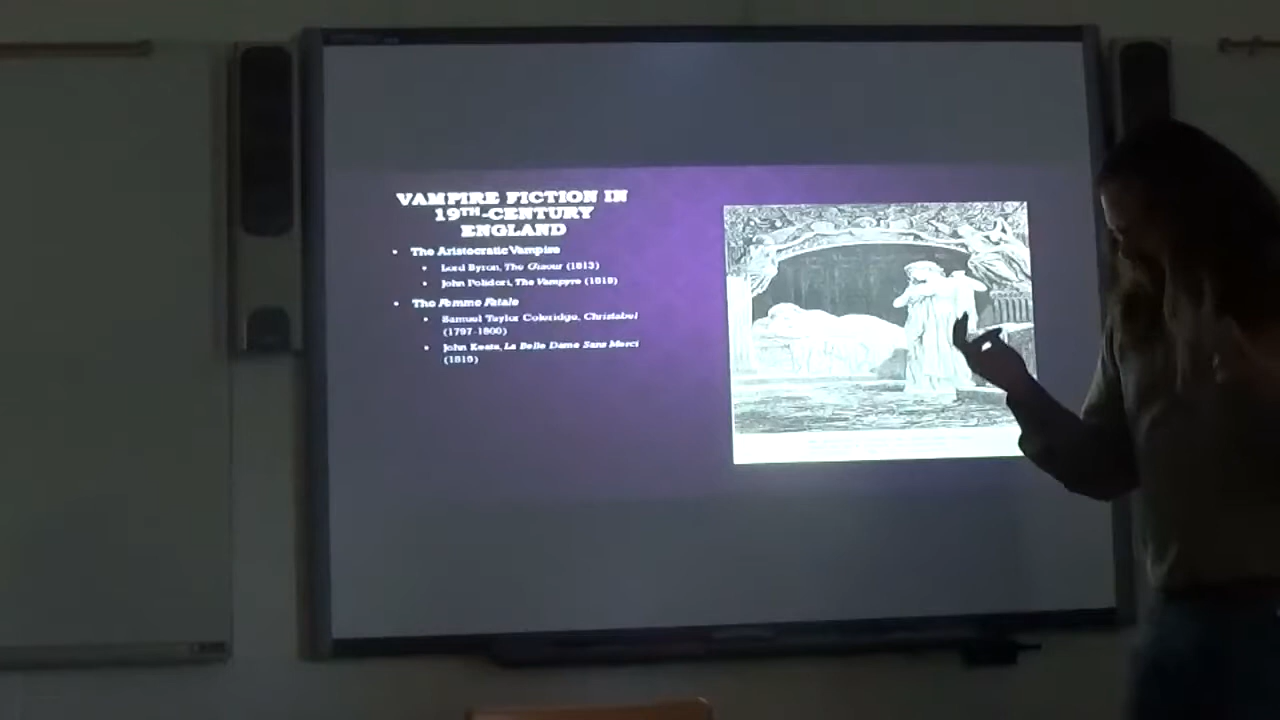 VAMPIRE FICTION IN
19TH-CENTURY
ENGLAND
• The Aristocratic Vampire
• Lord Byron, The Giaour (1813)
• John Polidori, The Vampyre (1819)
• The Femme Fatale
• Samuel Taylor Coleridge, Christabel
(1797-1800)
• John Keats, La Belle Dame Sans Merci
(1819)